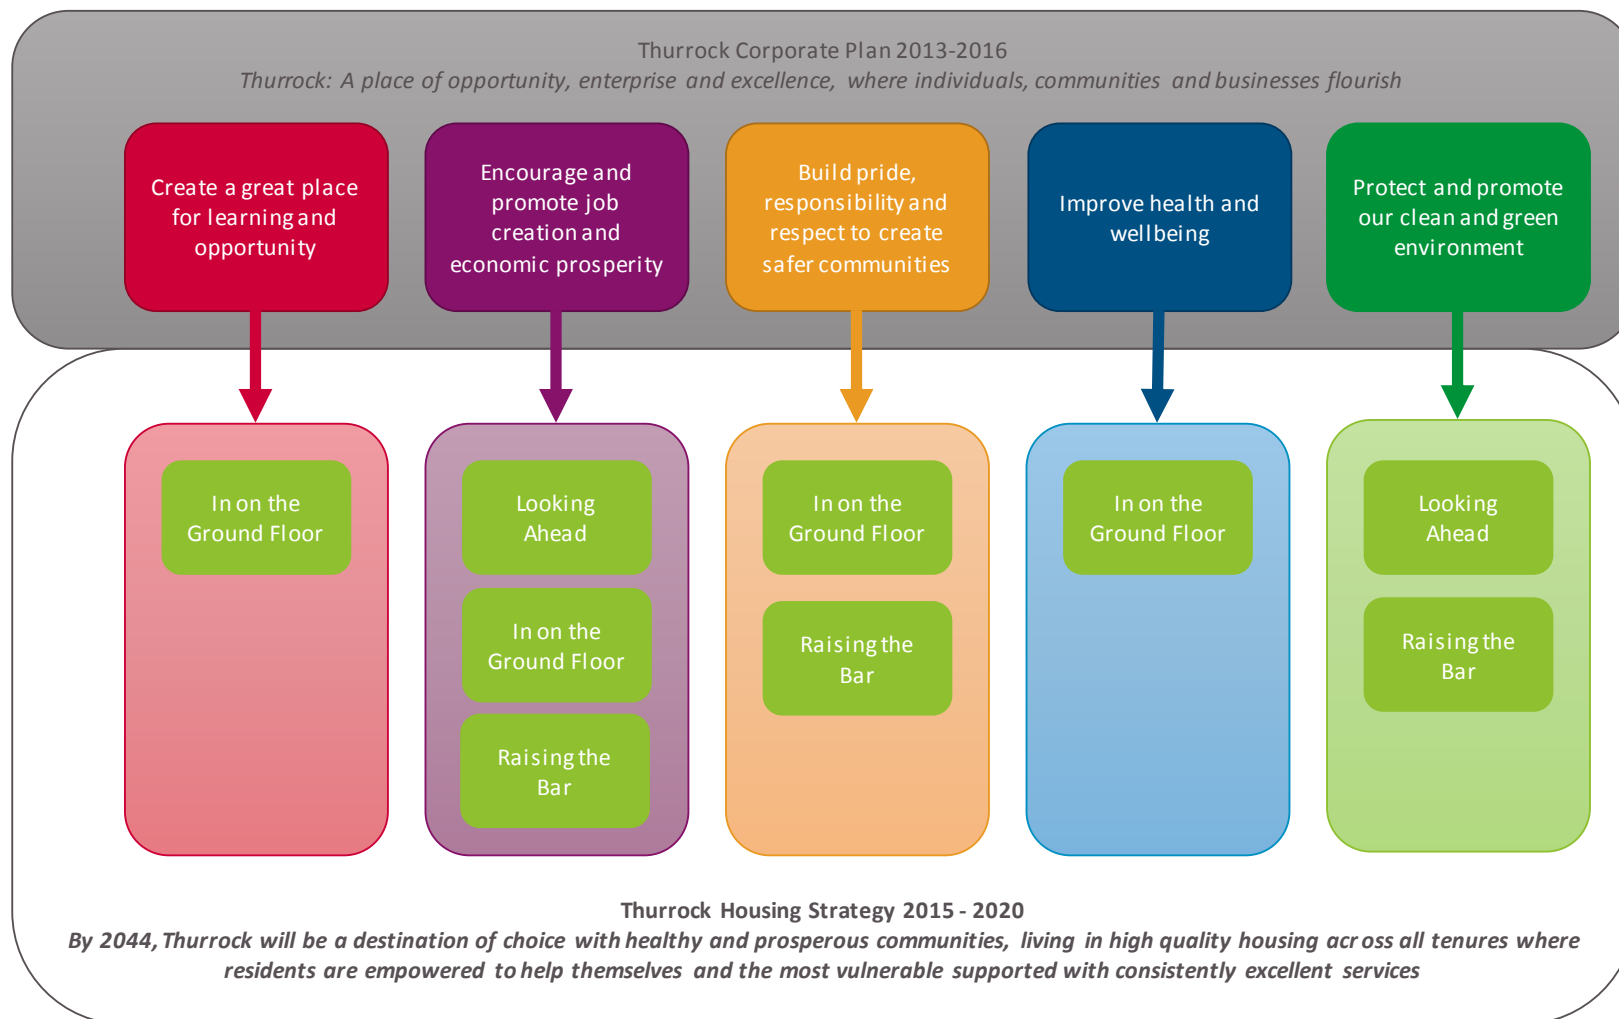 Thurrock Corporate Plan 2013-2016
Thurrock: A place of opportunity, enterprise and excellence, where individuals, communities and businesses flourish
Create a great place
for learning and
opportunity
Encourage and
promote job
creation and
economic prosperity
Build pride,
responsibility and
respect to create
safer communities
Improve health and
wellbeing
Protect and promote
our clean and green
environment
In on the
Ground Floor
Looking
Ahead
In on the
Ground Floor
Raising the
Bar
In on the
Ground Floor
Raising the
Bar
In on the
Ground Floor
Looking
Ahead
Raising the
Bar
Thurrock Housing Strategy 2015 - 2020
By 2044, Thurrock will be a destination of choice with healthy and prosperous communities, living in high quality housing across all tenures where
residents are empowered to help themselves and the most vulnerable supported with consistently excellent services